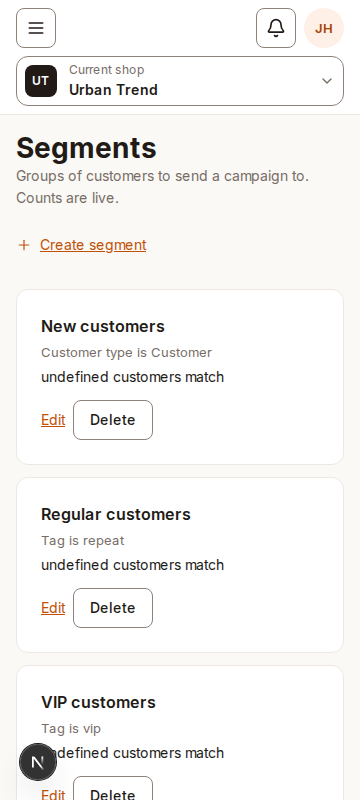 JH
UT
Current shop
Urban Trend
Segments
Groups of customers to send a campaign to.
Counts are live.
Create segment
New customers
Customer type is Customer
undefined customers match
Edit
Delete
Regular customers
Tag is repeat
undefined customers match
Edit
Delete
VIP customers
Tag is vip
customers match
N
Edit
Delete